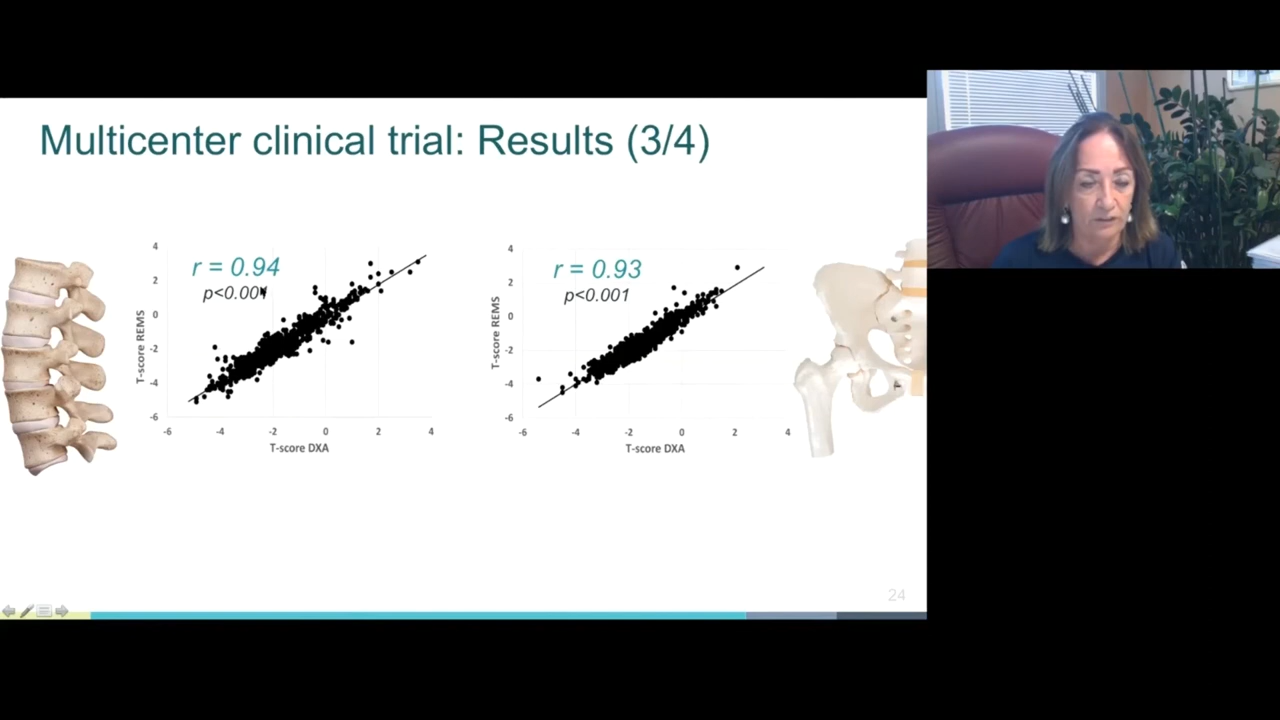 Multicenter clinical trial: Results (3/4)
4
2
0
-2
-4
-6
T-score REMS
r = 0.94
p<0.001
-6 -4 -2 0 2 4
T-score DXA
4
2
0
-2
-4
-6
T-score REMS
r = 0.93
p<0.001
-6 -4 -2 0 2 4
T-score DXA
24